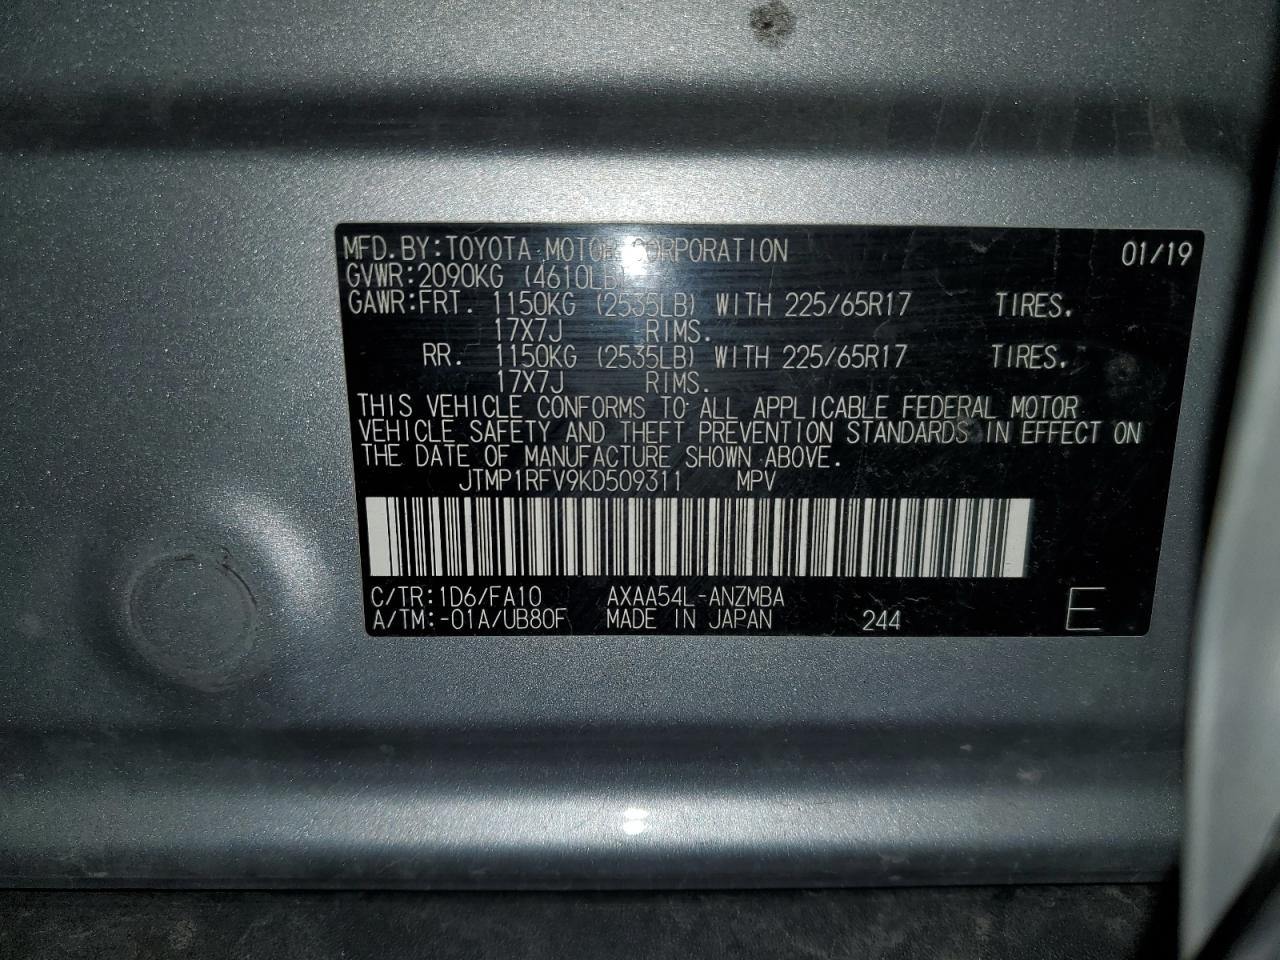 MFD. BY:TOYOTA MOTOR CORPORATION 01/19
GVWR:2090KG (4610LB)
GAWR:FRT. 1150KG (2535LB) WITH 225/65R17 TIRES.
17X7J RIMS.
RR. 1150KG (2535LB) WITH 225/65R17 TIRES.
17X7J RIMS.
THIS VEHICLE CONFORMS TO ALL APPLICABLE FEDERAL MOTOR
VEHICLE SAFETY AND THEFT PREVENTION STANDARDS IN EFFECT ON
THE DATE OF MANUFACTURE SHOWN ABOVE.
JTMP1RFV9KD509311 MPV
C/TR:1D6/FA10 AXAA54L-ANZMBA
A/TM:-01A/UB80F MADE IN JAPAN 244 E